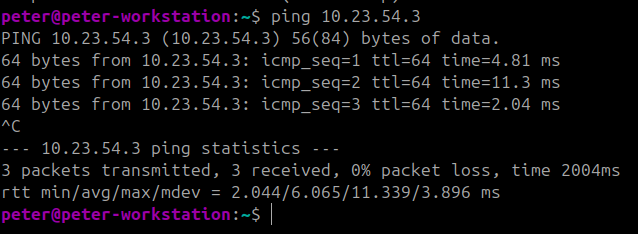 peter@peter-workstation:~$ ping 10.23.54.3
PING 10.23.54.3 (10.23.54.3) 56(84) bytes of data.
64 bytes from 10.23.54.3: icmp_seq=1 ttl=64 time=4.81 ms
64 bytes from 10.23.54.3: icmp_seq=2 ttl=64 time=11.3 ms
64 bytes from 10.23.54.3: icmp_seq=3 ttl=64 time=2.04 ms
^C
--- 10.23.54.3 ping statistics ---
3 packets transmitted, 3 received, 0% packet loss, time 2004ms
rtt min/avg/max/mdev = 2.044/6.065/11.339/3.896 ms
peter@peter-workstation:~$